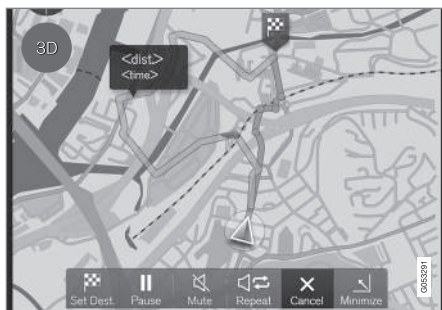 3D
<dist.>
<time>
Set Dest.
Pause
Mute
Repeat
Cancel
Minimize
G053291